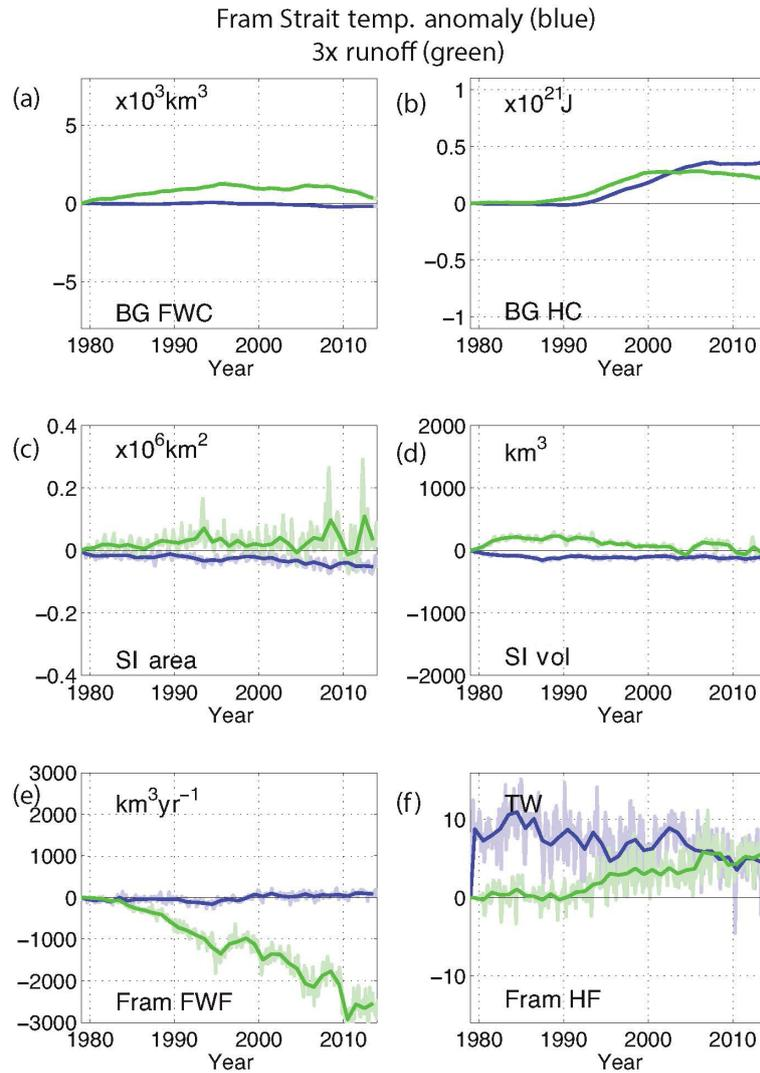 Fram Strait temp. anomaly (blue)
3x runoff (green)
(a)
x10³km³
5
0
−5
BG FWC
1980 1990 2000 2010
Year
(b)
x10²¹J
1
0.5
0
−0.5
−1
BG HC
1980 1990 2000 2010
Year
(c)
x10⁶km²
0.4
0.2
0
−0.2
−0.4
SI area
1980 1990 2000 2010
Year
(d)
km³
2000
1000
0
−1000
−2000
SI vol
1980 1990 2000 2010
Year
(e)
km³yr⁻¹
3000
2000
1000
0
−1000
−2000
−3000
Fram FWF
1980 1990 2000 2010
Year
(f)
TW
10
0
−10
Fram HF
1980 1990 2000 2010
Year